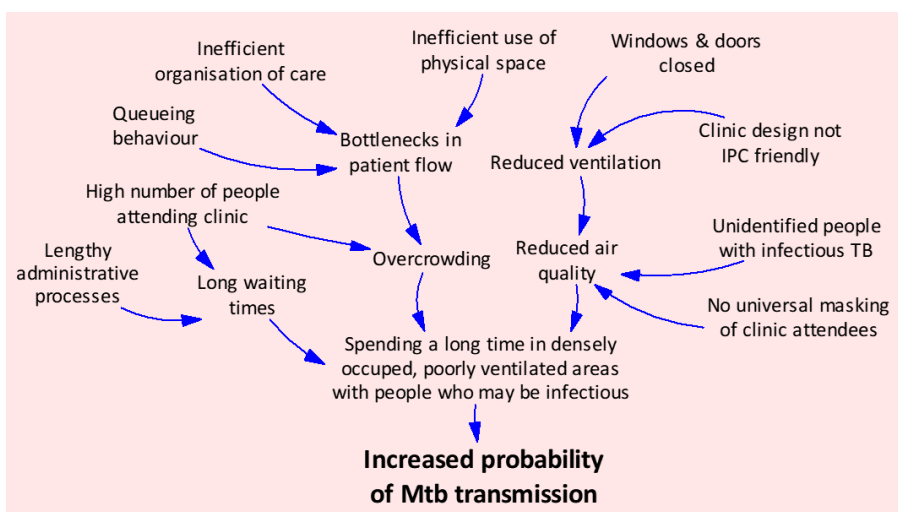 Inefficient
organisation of care
Inefficient use of
physical space
Windows & doors
closed
Queueing
behaviour
Bottlenecks in
patient flow
Reduced ventilation
Clinic design not
IPC friendly
High number of people
attending clinic
Lengthy
administrative
processes
Long waiting
times
Overcrowding
Reduced air
quality
Unidentified people
with infectious TB
No universal masking
of clinic attendees
Spending a long time in densely
occuped, poorly ventilated areas
with people who may be infectious
Increased probability
of Mtb transmission